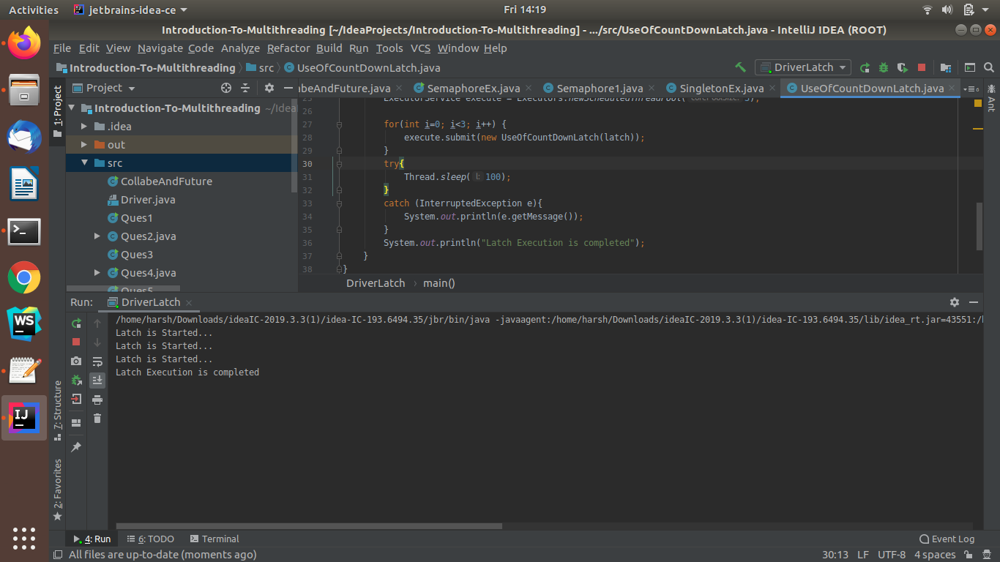 Activities jetbrains-idea-ce Fri 14:19
Introduction-To-Multithreading [~/IdeaProjects/Introduction-To-Multithreading] - .../src/UseOfCountDownLatch.java - IntelliJ IDEA (ROOT)
File Edit View Navigate Code Analyze Refactor Build Run Tools VCS Window Help
Introduction-To-Multithreading src UseOfCountDownLatch.java DriverLatch
1: Project
Project
Introduction-To-Multithreading ~/Idea
.idea
out
src
CollabeAndFuture
Driver.java
Ques1
Ques2.java
Ques3
Ques4.java
Ques5
abeAndFuture.java SemaphoreEx.java Semaphore1.java SingletonEx.java UseOfCountDownLatch.java
Ant
25 ExecutorService execute = Executors.newScheduledThreadPool( corePoolSize: 3);
26
27 for(int i=0; i<3; i++) {
28 execute.submit(new UseOfCountDownLatch(latch));
29 }
30 try{
31 Thread.sleep( l: 100);
32 }
33 catch (InterruptedException e){
34 System.out.println(e.getMessage());
35 }
36 System.out.println("Latch Execution is completed");
37 }
38 }
DriverLatch › main()
Run: DriverLatch
/home/harsh/Downloads/ideaIC-2019.3.3(1)/idea-IC-193.6494.35/jbr/bin/java -javaagent:/home/harsh/Downloads/ideaIC-2019.3.3(1)/idea-IC-193.6494.35/lib/idea_rt.jar=43551:/h
Latch is Started...
Latch is Started...
Latch is Started...
Latch Execution is completed
7: Structure
2: Favorites
WS
IJ
4: Run 6: TODO Terminal Event Log
All files are up-to-date (moments ago) 30:13 LF UTF-8 4 spaces